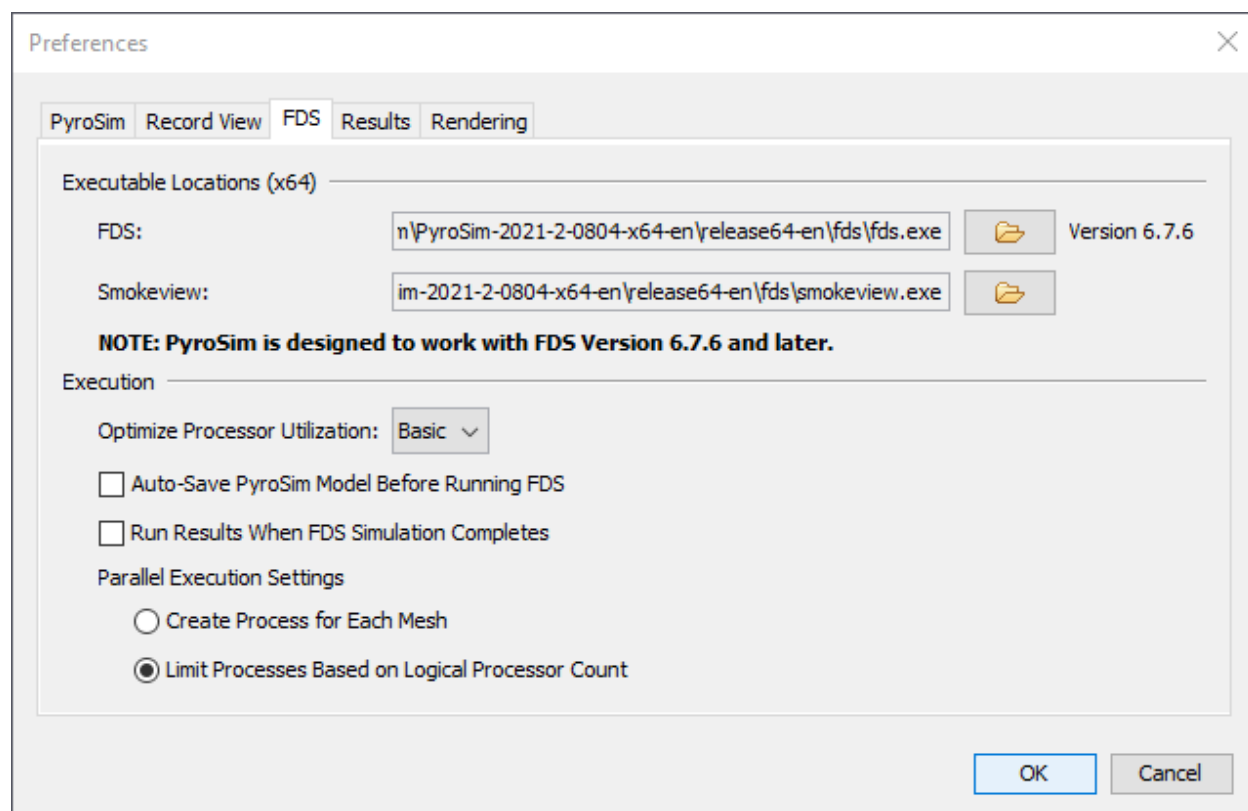 Preferences
PyroSim Record View FDS Results Rendering
Executable Locations (x64)
FDS: n\PyroSim-2021-2-0804-x64-en\release64-en\fds\fds.exe Version 6.7.6
Smokeview: im-2021-2-0804-x64-en\release64-en\fds\smokeview.exe
NOTE: PyroSim is designed to work with FDS Version 6.7.6 and later.
Execution
Optimize Processor Utilization: Basic
Auto-Save PyroSim Model Before Running FDS
Run Results When FDS Simulation Completes
Parallel Execution Settings
Create Process for Each Mesh
Limit Processes Based on Logical Processor Count
OK Cancel